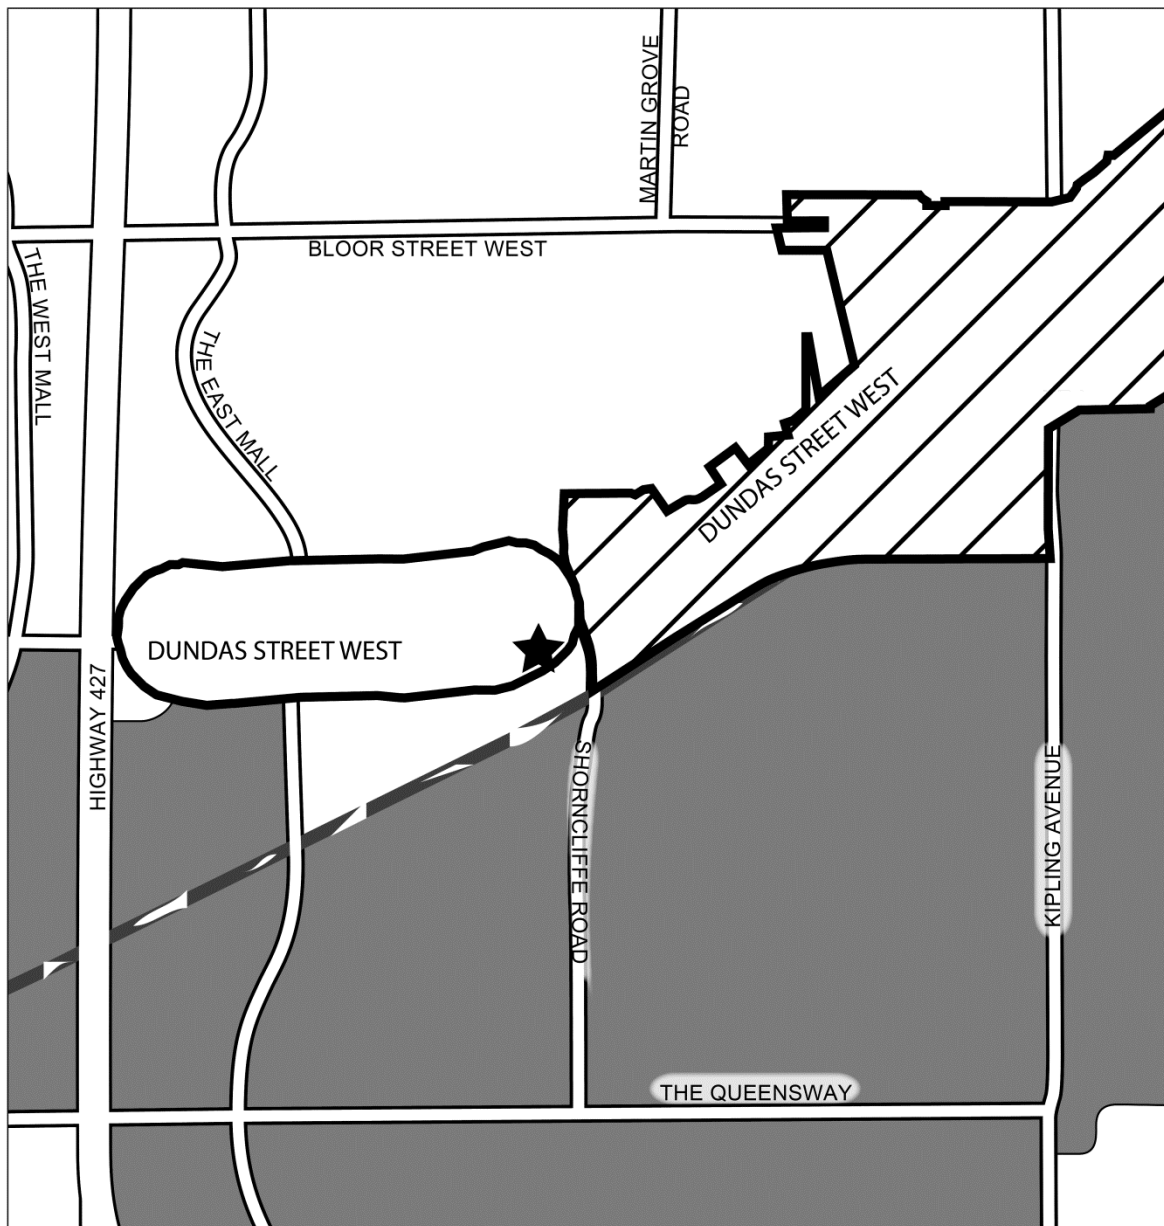 MARTIN GROVE
ROAD
BLOOR STREET WEST
THE WEST MALL
THE EAST MALL
DUNDAS STREET WEST
DUNDAS STREET WEST
HIGHWAY 427
SHORNCLIFFE ROAD
KIPLING AVENUE
THE QUEENSWAY